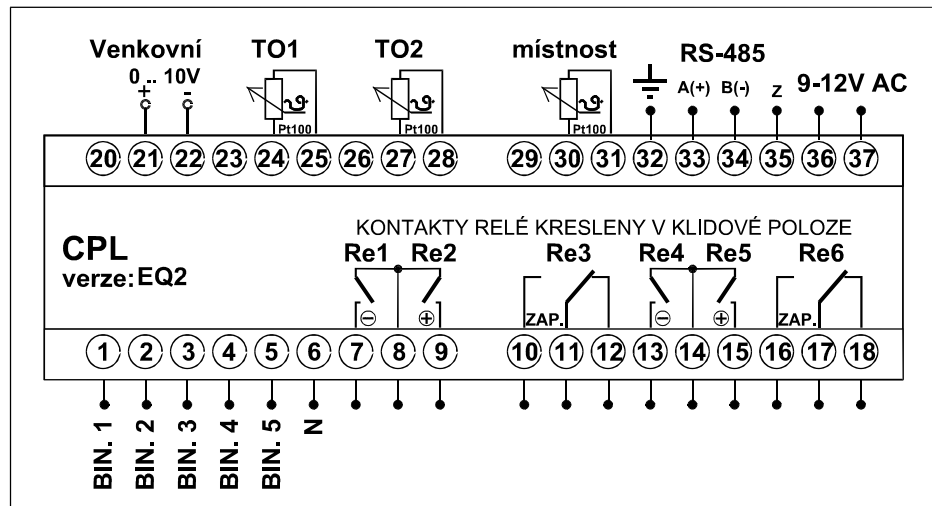 Venkovní TO1 TO2 místnost RS-485
0 .. 10V A(+) B(-) Z 9-12V AC
+ -
Pt100 Pt100 Pt100
20 21 22 23 24 25 26 27 28 29 30 31 32 33 34 35 36 37
KONTAKTY RELÉ KRESLENY V KLIDOVÉ POLOZE
CPL Re1 Re2 Re3 Re4 Re5 Re6
verze: EQ2
- + ZAP. - + ZAP.
1 2 3 4 5 6 7 8 9 10 11 12 13 14 15 16 17 18
BIN. 1
BIN. 2
BIN. 3
BIN. 4
BIN. 5
N